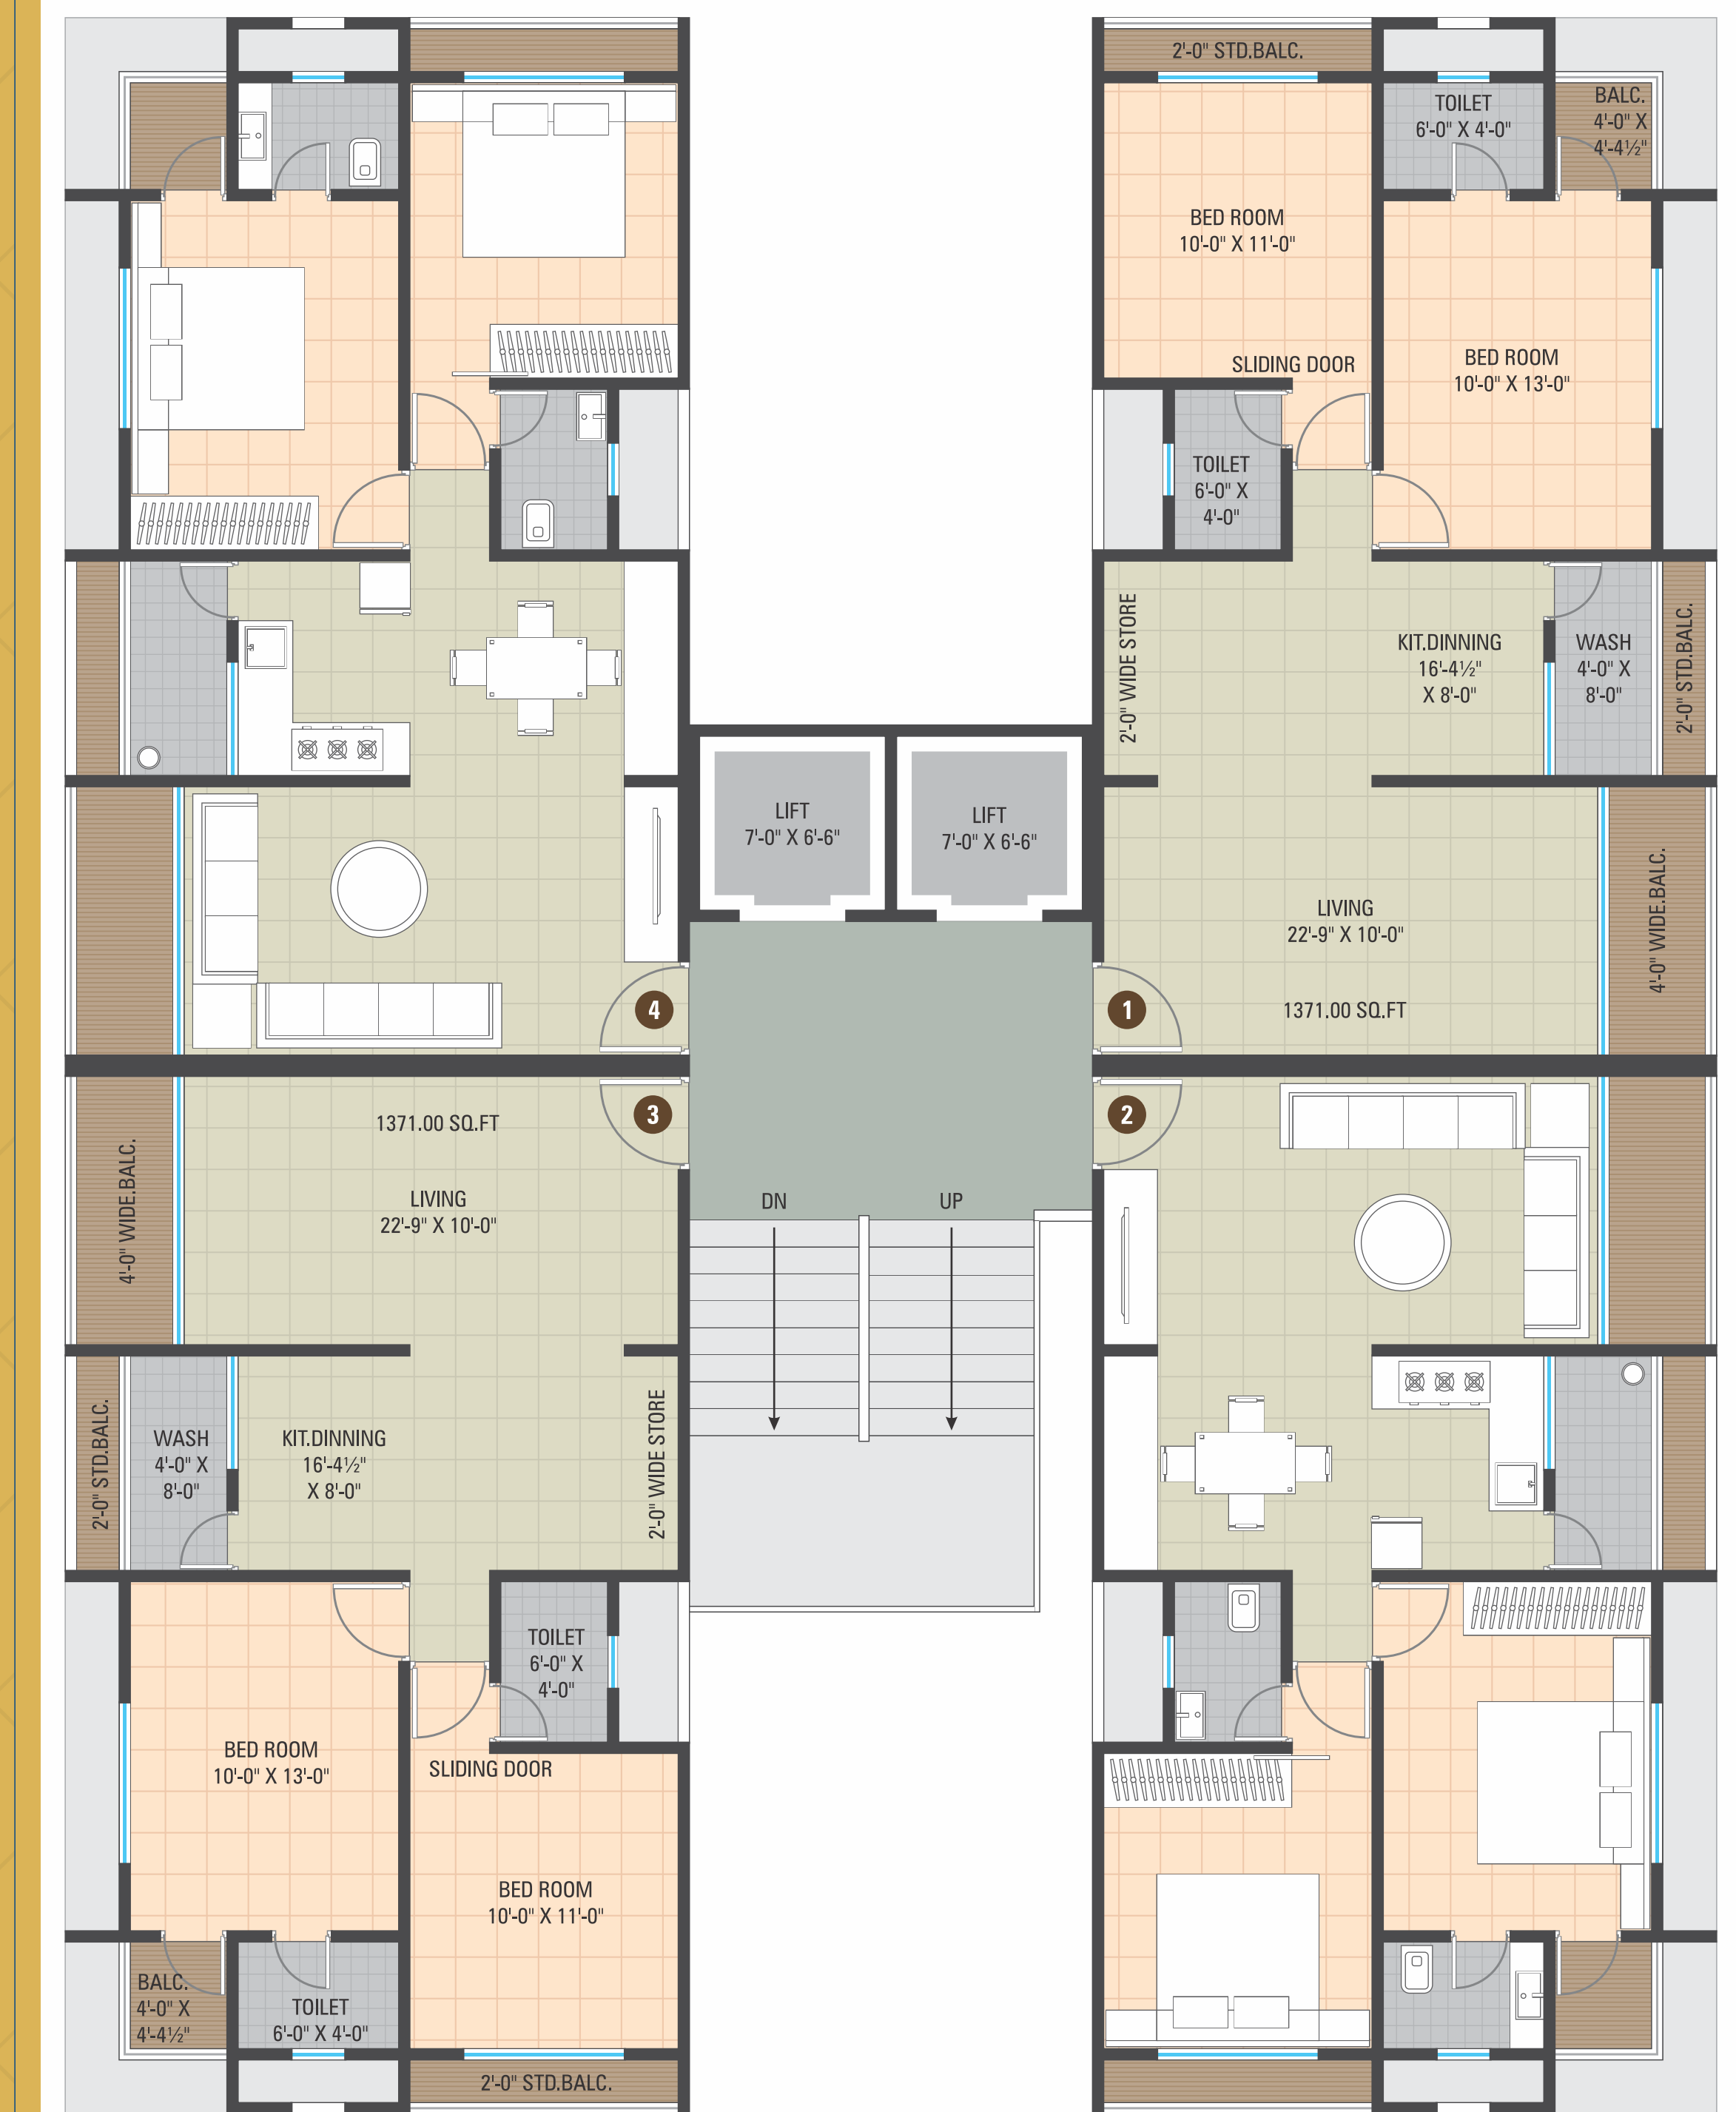 2'-0" STD.BALC.
TOILET
6'-0" X 4'-0"
BALC.
4'-0" X
4'-4½"
BED ROOM
10'-0" X 11'-0"
BED ROOM
10'-0" X 13'-0"
SLIDING DOOR
TOILET
6'-0" X
4'-0"
2'-0" WIDE STORE
KIT.DINNING
16'-4½"
X 8'-0"
WASH
4'-0" X
8'-0"
2'-0" STD.BALC.
LIFT
7'-0" X 6'-6"
LIFT
7'-0" X 6'-6"
LIVING
22'-9" X 10'-0"
4'-0" WIDE.BALC.
4
1
1371.00 SQ.FT
3
2
1371.00 SQ.FT
4'-0" WIDE.BALC.
LIVING
22'-9" X 10'-0"
DN
UP
2'-0" STD.BALC.
WASH
4'-0" X
8'-0"
KIT.DINNING
16'-4½"
X 8'-0"
2'-0" WIDE STORE
TOILET
6'-0" X
4'-0"
BED ROOM
10'-0" X 13'-0"
SLIDING DOOR
BED ROOM
10'-0" X 11'-0"
BALC.
4'-0" X
4'-4½"
TOILET
6'-0" X 4'-0"
2'-0" STD.BALC.